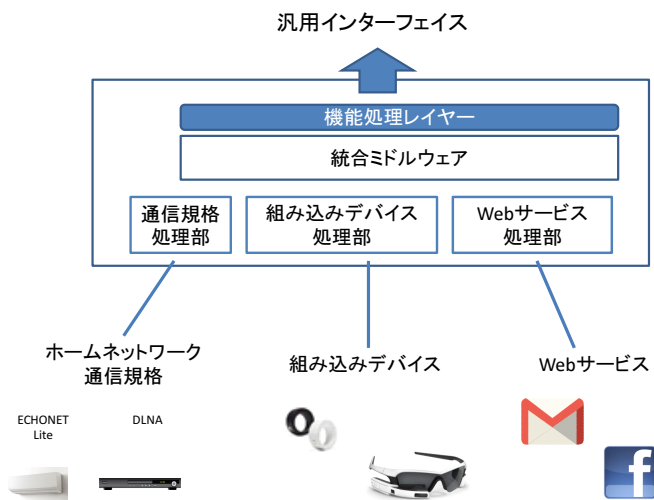 汎用インターフェイス
機能処理レイヤー
統合ミドルウェア
通信規格
処理部
組み込みデバイス
処理部
Webサービス
処理部
ホームネットワーク
通信規格
組み込みデバイス
Webサービス
ECHONET
Lite
DLNA